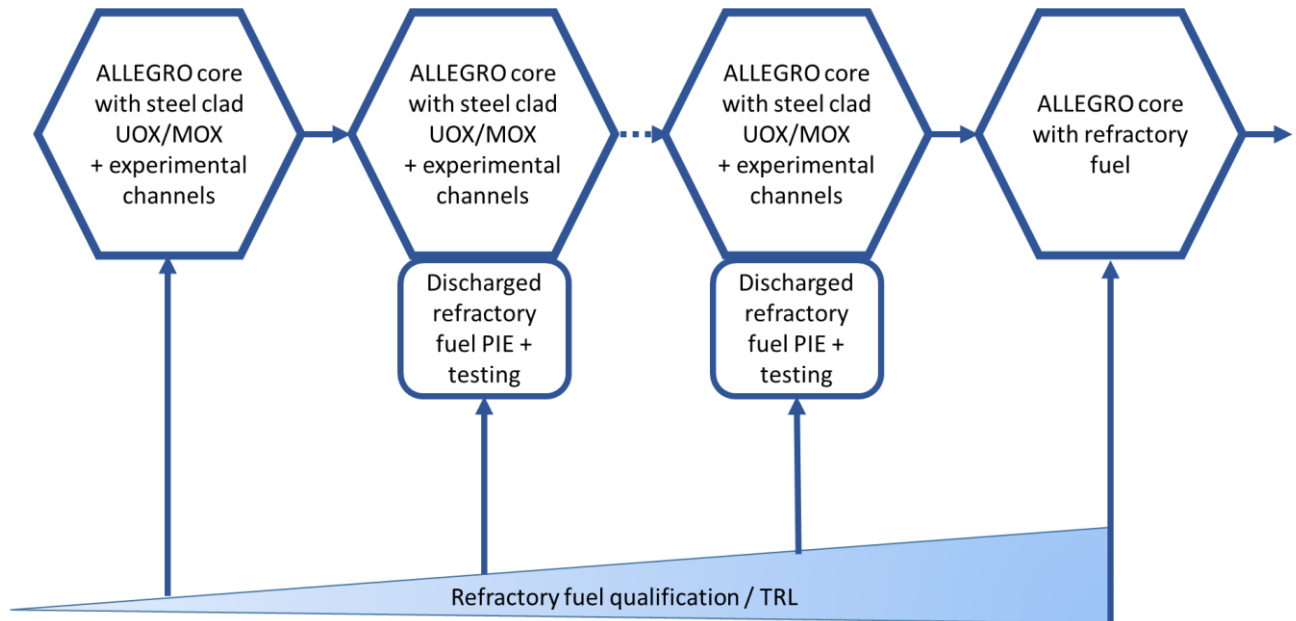 ALLEGRO core
with steel clad
UOX/MOX
+ experimental
channels
ALLEGRO core
with steel clad
UOX/MOX
+ experimental
channels
ALLEGRO core
with steel clad
UOX/MOX
+ experimental
channels
ALLEGRO core
with refractory
fuel
Discharged
refractory
fuel PIE +
testing
Discharged
refractory
fuel PIE +
testing
Refractory fuel qualification / TRL